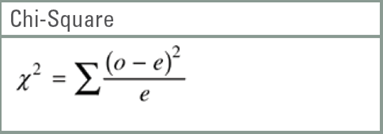 Chi-Square
χ² = ∑ (o – e)² / e